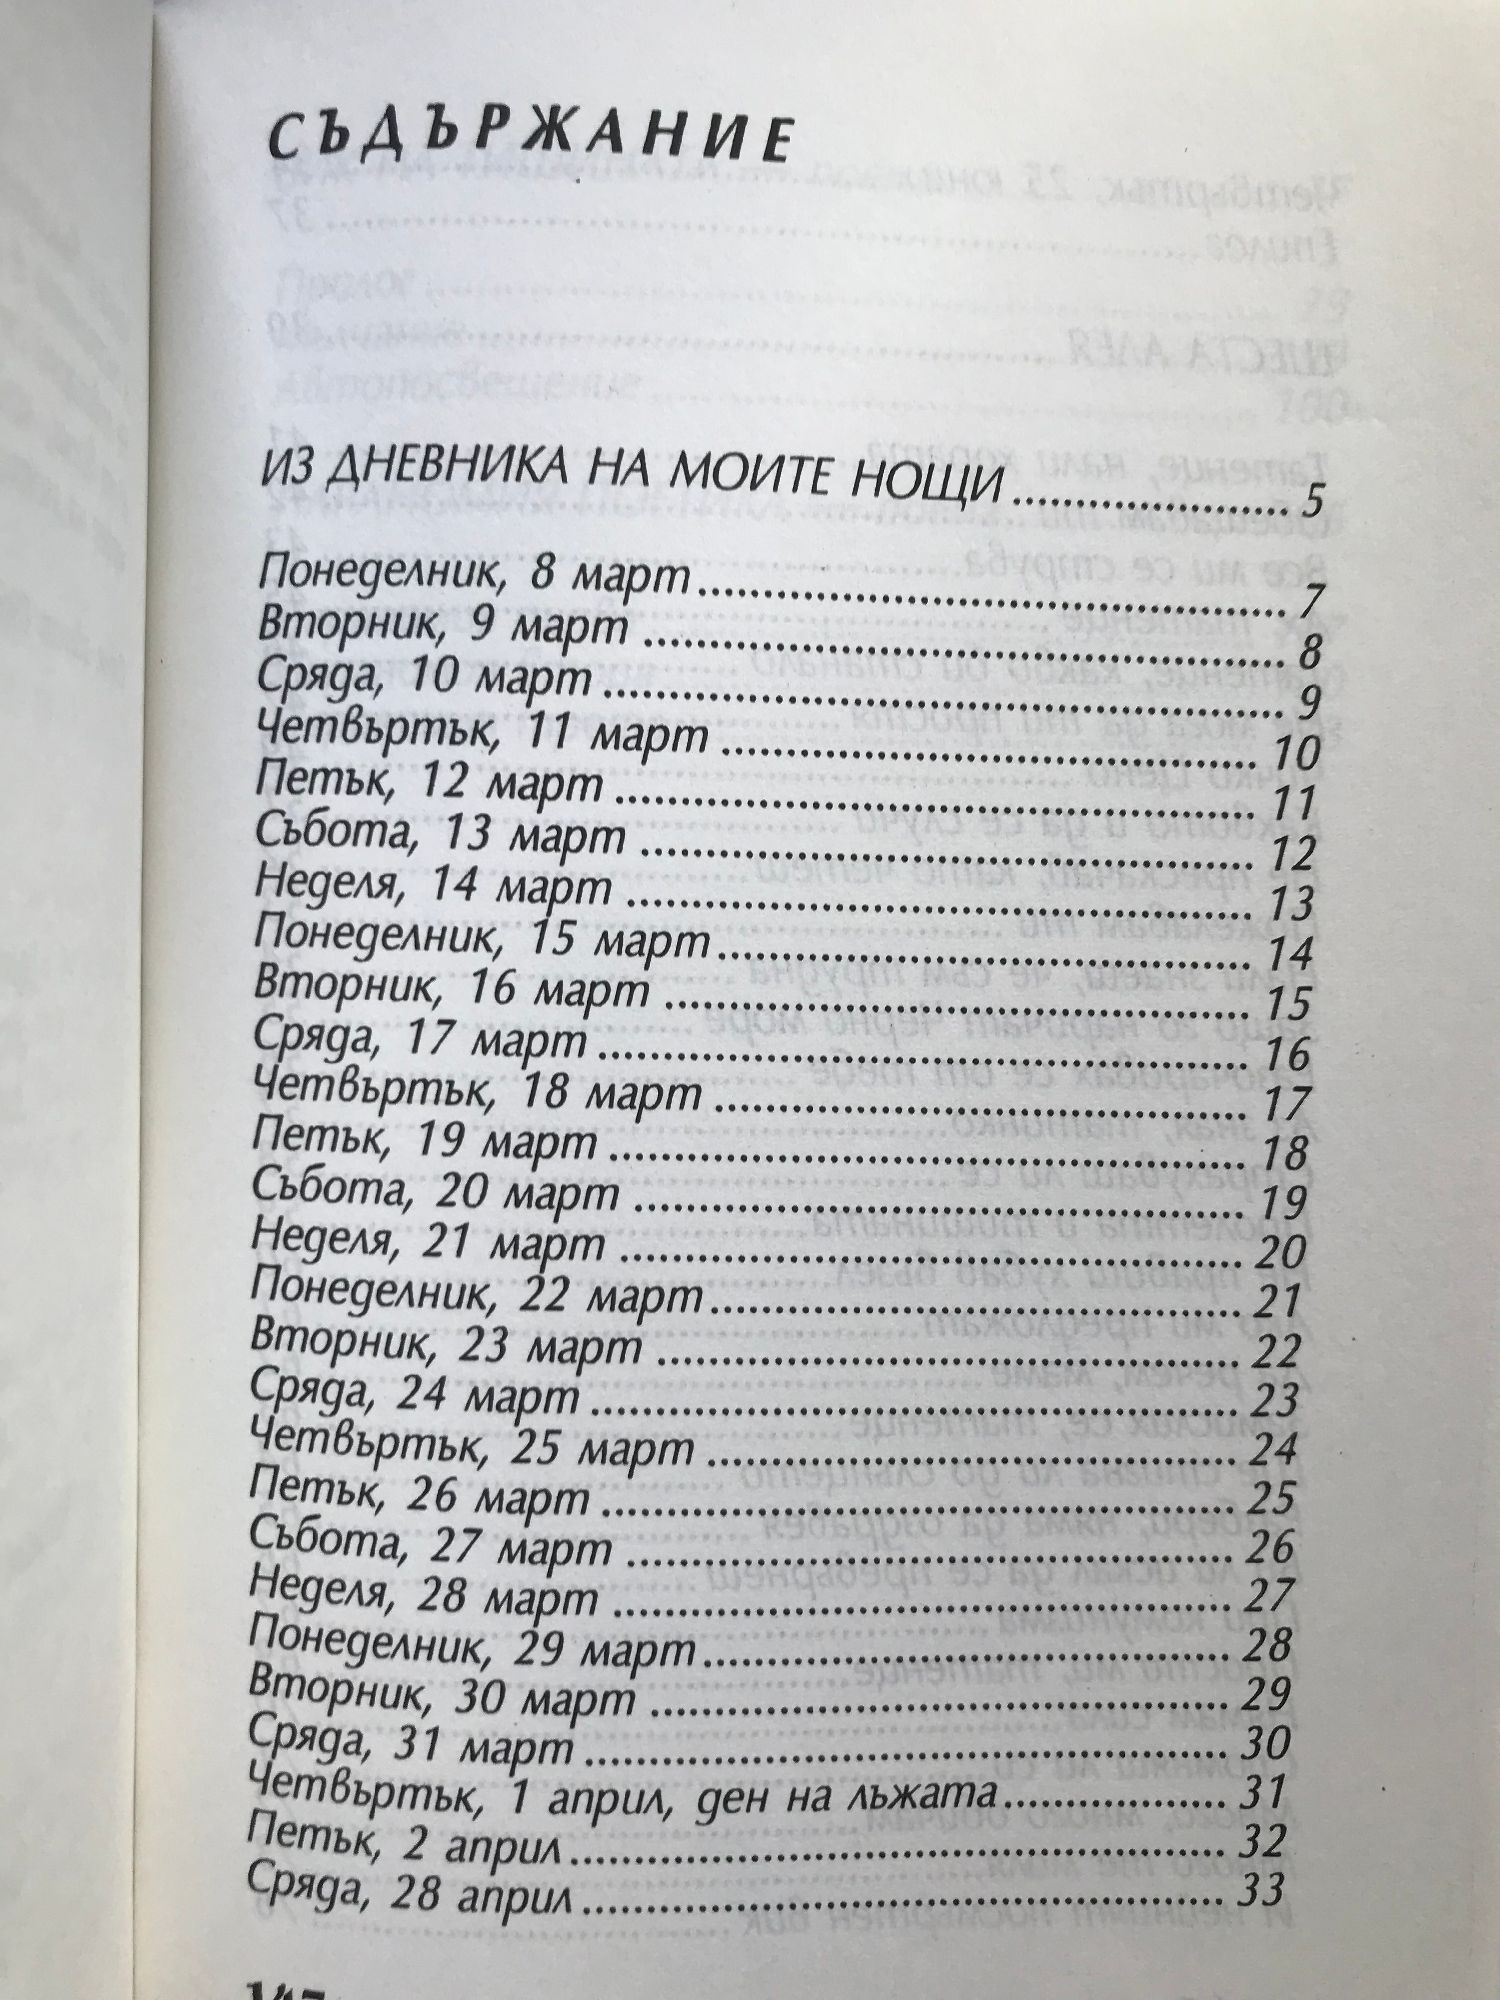 СЪДЪРЖАНИЕ
ИЗ ДНЕВНИКА НА МОИТЕ НОЩИ ...................... 5
Понеделник, 8 март ............................................. 7
Вторник, 9 март ................................................. 8
Сряда, 10 март .................................................... 9
Четвъртък, 11 март ......................................... 10
Петък, 12 март ................................................. 11
Събота, 13 март ............................................... 12
Неделя, 14 март ................................................ 13
Понеделник, 15 март ......................................... 14
Вторник, 16 март ............................................. 15
Сряда, 17 март .................................................. 16
Четвъртък, 18 март ......................................... 17
Петък, 19 март ................................................. 18
Събота, 20 март ............................................... 19
Неделя, 21 март ................................................ 20
Понеделник, 22 март ......................................... 21
Вторник, 23 март ............................................. 22
Сряда, 24 март .................................................. 23
Четвъртък, 25 март ......................................... 24
Петък, 26 март ................................................. 25
Събота, 27 март ............................................... 26
Неделя, 28 март ................................................ 27
Понеделник, 29 март ......................................... 28
Вторник, 30 март ............................................. 29
Сряда, 31 март .................................................. 30
Четвъртък, 1 април, ден на лъжата .................. 31
Петък, 2 април ................................................... 32
Сряда, 28 април .................................................. 33